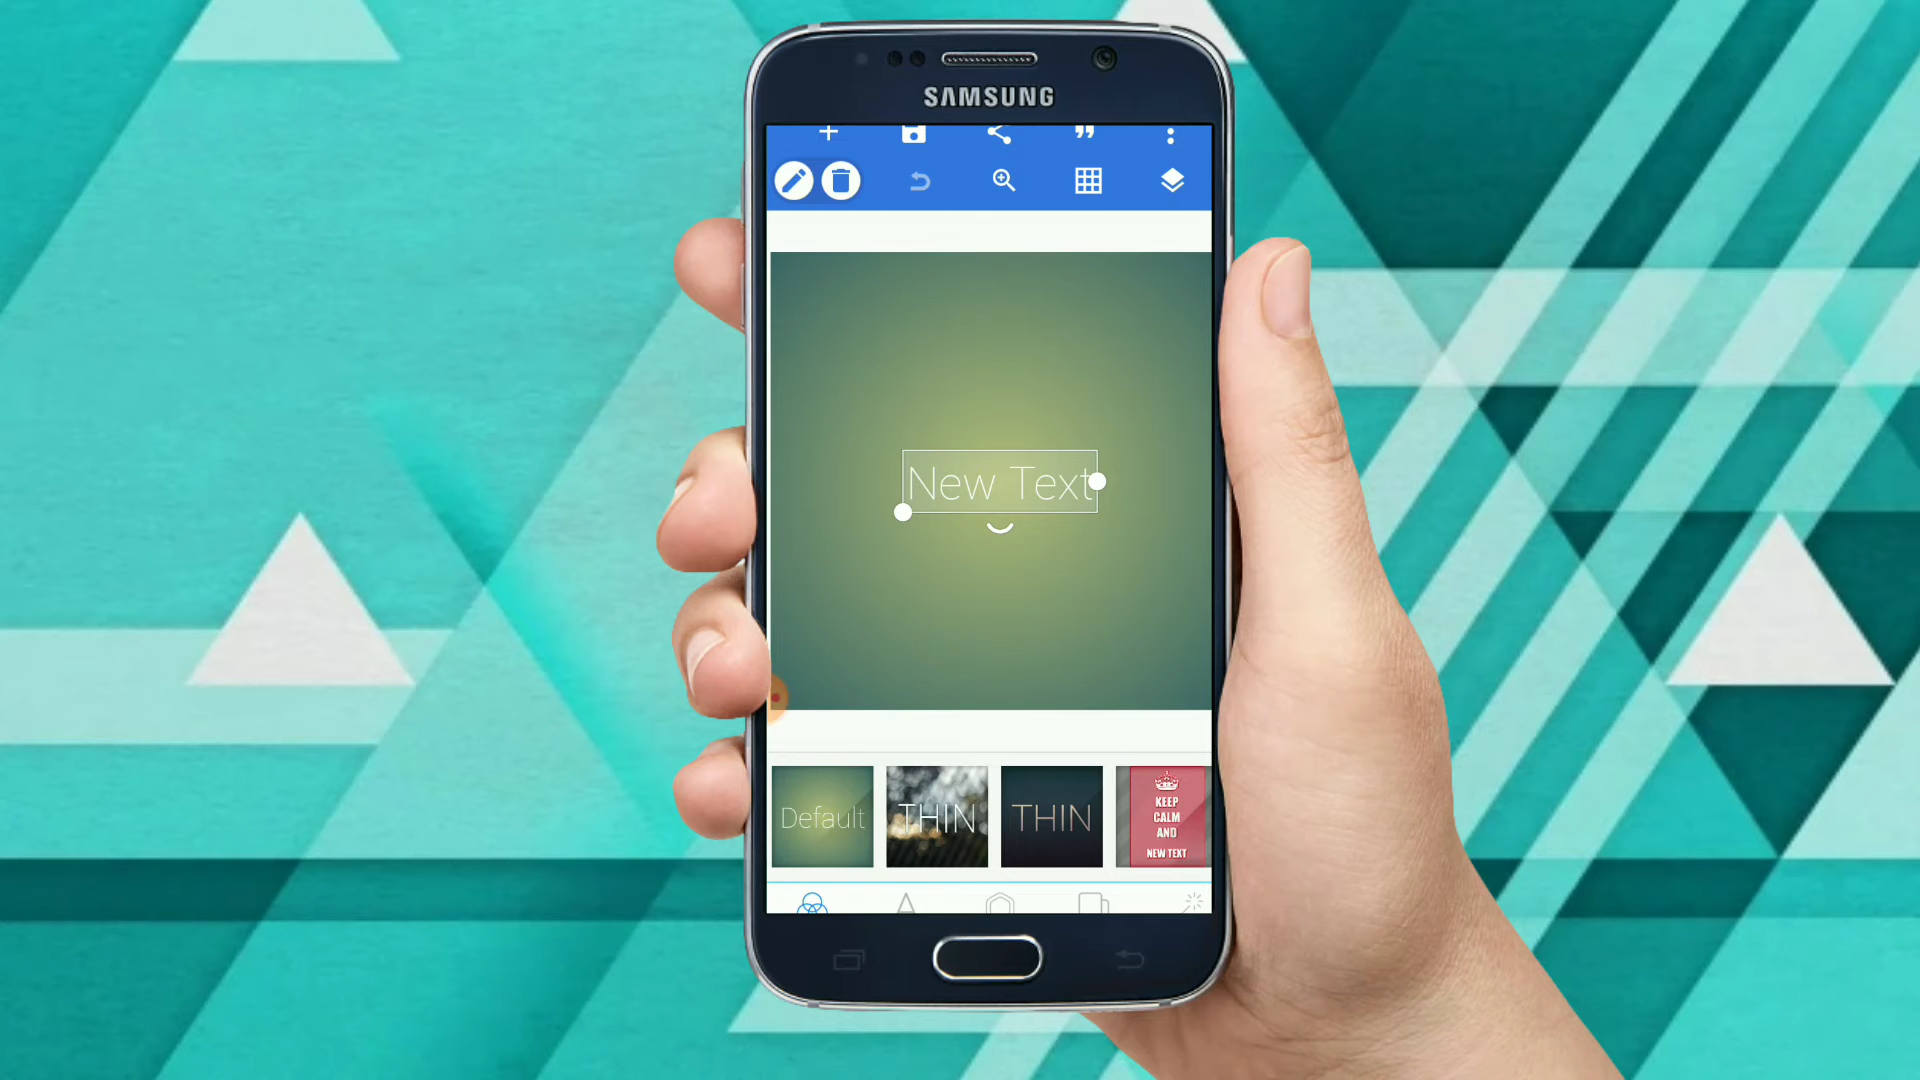 SAMSUNG
New Text
Default
THIN
THIN
KEEP
CALM
AND
NEW TEXT